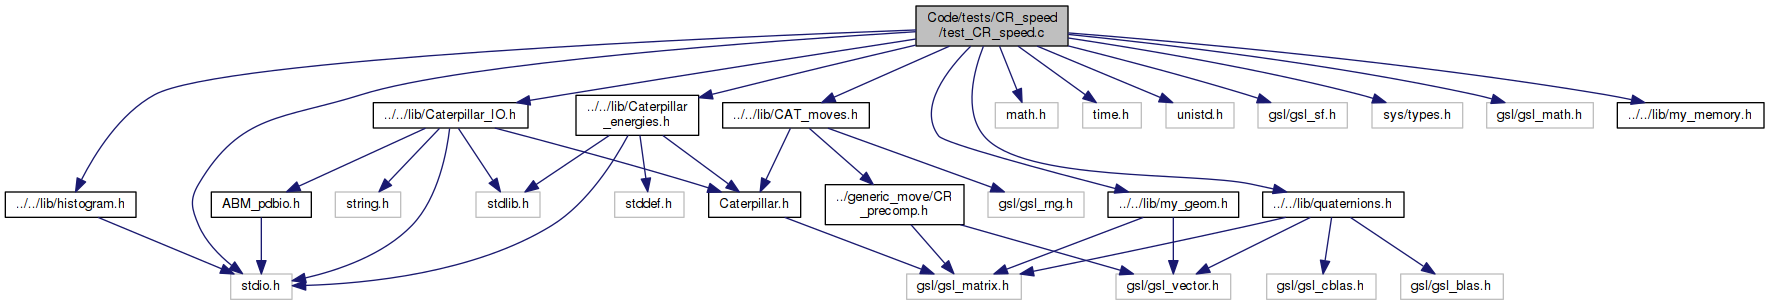 Code/tests/CR_speed
/test_CR_speed.c
../../lib/Caterpillar_IO.h
../../lib/Caterpillar
_energies.h
../../lib/CAT_moves.h
math.h
time.h
unistd.h
gsl/gsl_sf.h
sys/types.h
gsl/gsl_math.h
../../lib/my_memory.h
../../lib/histogram.h
ABM_pdbio.h
string.h
stdlib.h
stddef.h
Caterpillar.h
../generic_move/CR
_precomp.h
gsl/gsl_rng.h
../../lib/my_geom.h
../../lib/quaternions.h
stdio.h
gsl/gsl_matrix.h
gsl/gsl_vector.h
gsl/gsl_cblas.h
gsl/gsl_blas.h